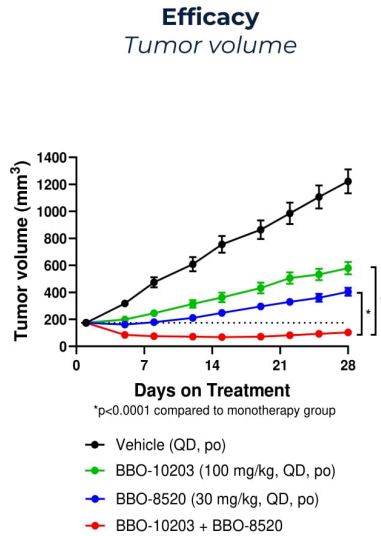 Efficacy
Tumor volume
Tumor volume (mm³)
1400
1200
1000
800
600
400
200
0
0 7 14 21 28
Days on Treatment
*
*p<0.0001 compared to monotherapy group
Vehicle (QD, po)
BBO-10203 (100 mg/kg, QD, po)
BBO-8520 (30 mg/kg, QD, po)
BBO-10203 + BBO-8520